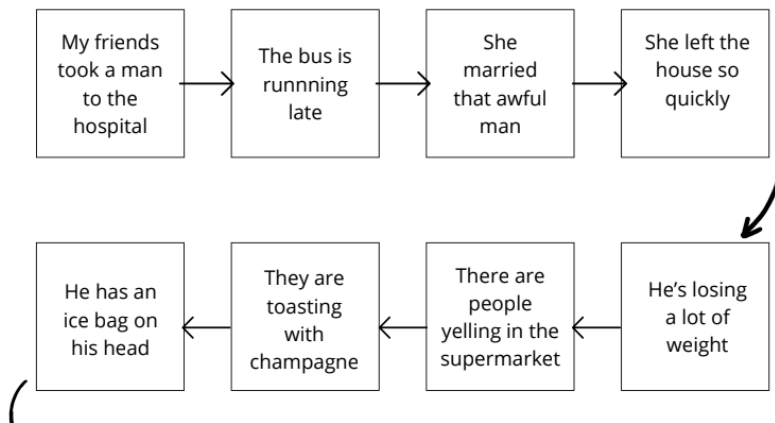 My friends
took a man
to the
hospital
The bus is
runnning
late
She
married
that awful
man
She left the
house so
quickly
He's losing
a lot of
weight
There are
people
yelling in the
supermarket
They are
toasting
with
champagne
He has an
ice bag on
his head